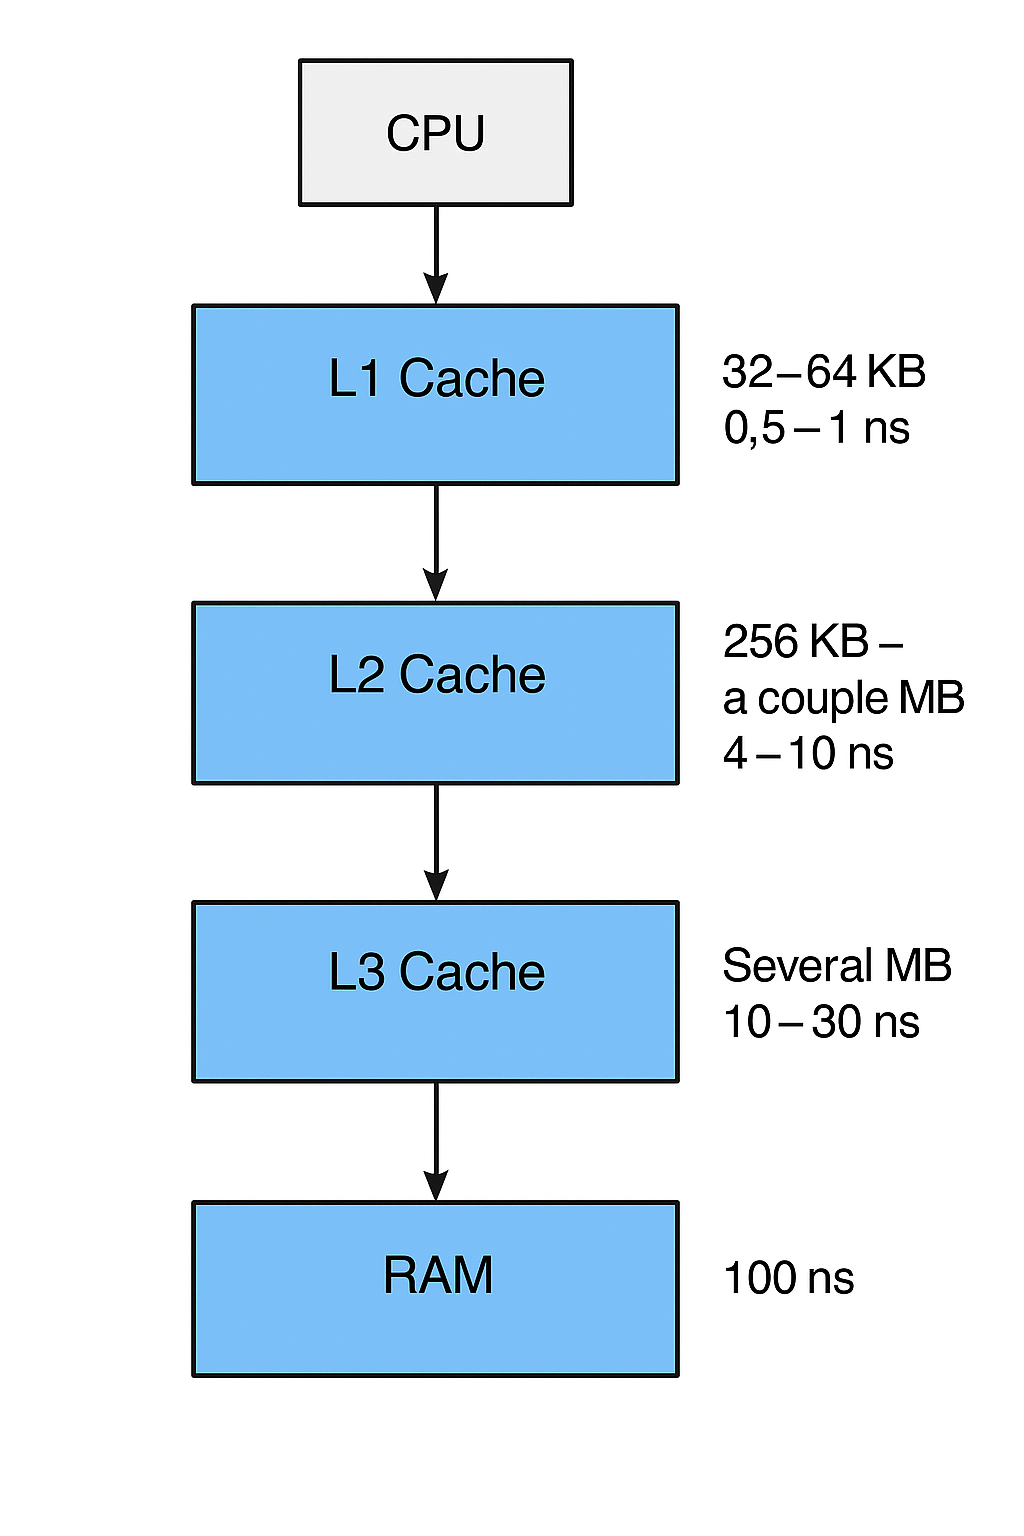 CPU
L1 Cache
32–64 KB
0,5 – 1 ns
L2 Cache
256 KB –
a couple MB
4 – 10 ns
L3 Cache
Several MB
10 – 30 ns
RAM
100 ns